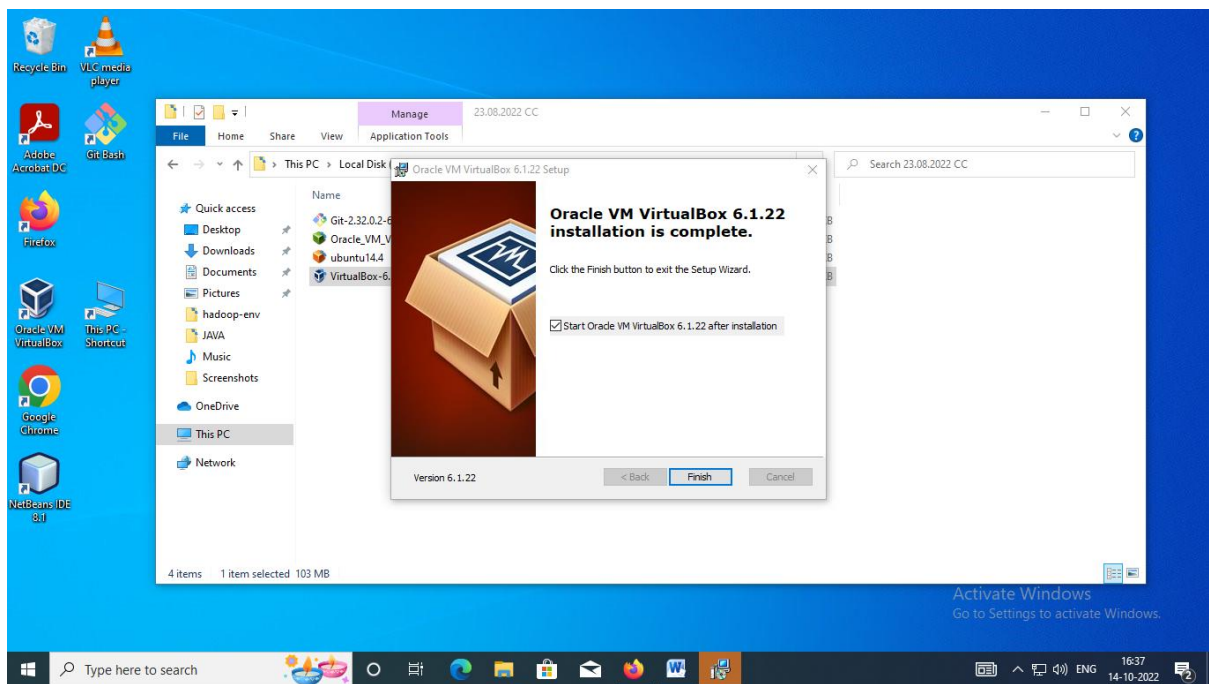 Recycle Bin
VLC media
player
Adobe
Acrobat DC
Git Bash
Firefox
Oracle VM
VirtualBox
This PC -
Shortcut
Google
Chrome
NetBeans IDE
8.1
Manage
23.08.2022 CC
File Home Share View Application Tools
This PC > Local Disk
Search 23.08.2022 CC
Name
Quick access
Desktop
Downloads
Documents
Pictures
hadoop-env
JAVA
Music
Screenshots
OneDrive
This PC
Network
Git-2.32.0.2-6
Oracle_VM_V
ubuntu14.4
VirtualBox-6.
B
B
B
B
Oracle VM VirtualBox 6.1.22 Setup
Oracle VM VirtualBox 6.1.22
installation is complete.
Click the Finish button to exit the Setup Wizard.
Start Oracle VM VirtualBox 6.1.22 after installation
Version 6.1.22
< Back Finish Cancel
4 items 1 item selected 103 MB
Activate Windows
Go to Settings to activate Windows.
Type here to search
W
ENG
16:37
14-10-2022
2